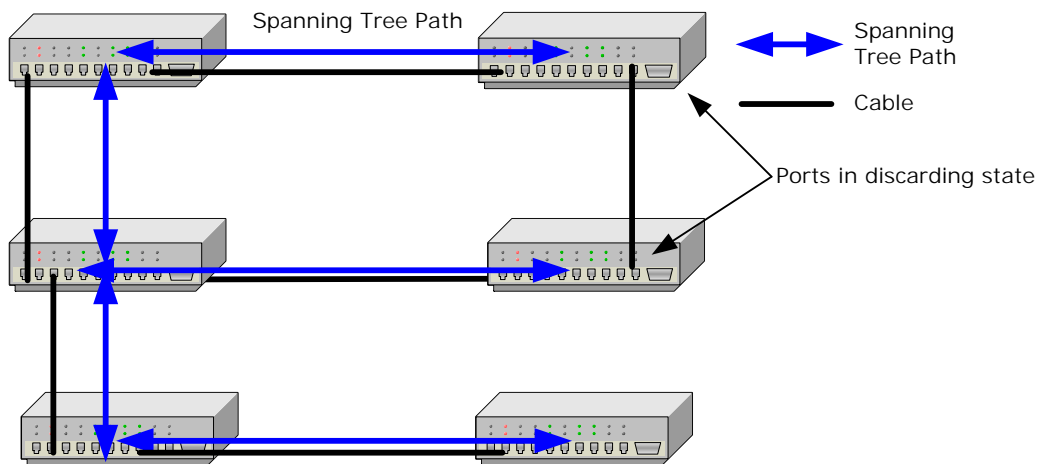 Spanning Tree Path
Spanning
Tree Path
Cable
Ports in discarding state